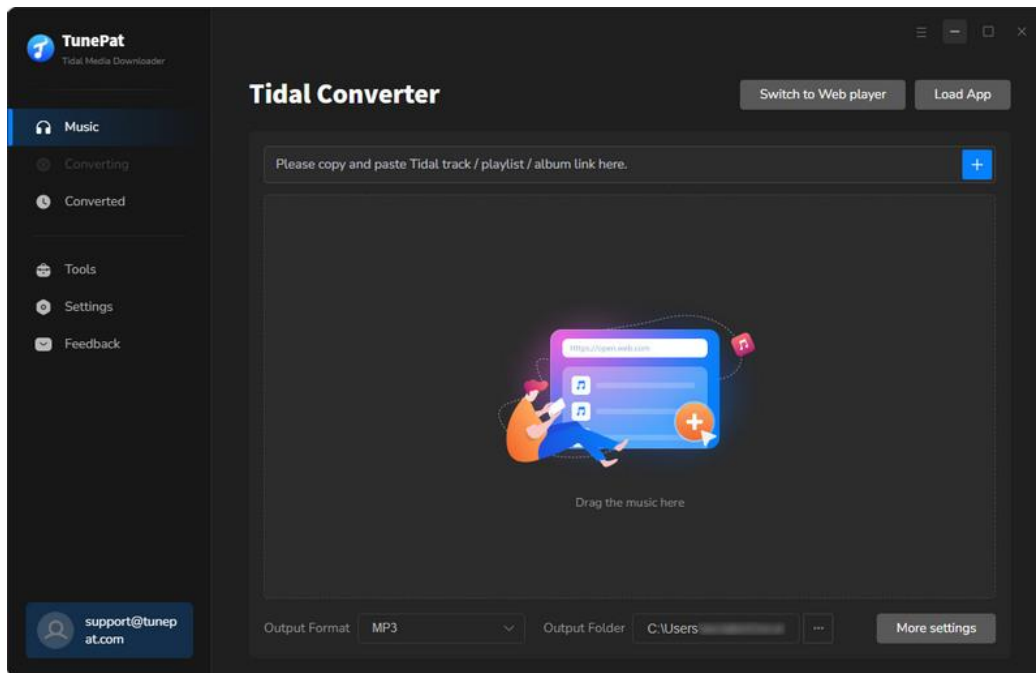 TunePat
Tidal Media Downloader
Tidal Converter
Switch to Web player
Load App
Music
Converting
Converted
Tools
Settings
Feedback
Please copy and paste Tidal track / playlist / album link here.
https://open.web.com
Drag the music here
support@tunep
at.com
Output Format
MP3
Output Folder
C:\Users
...
More settings